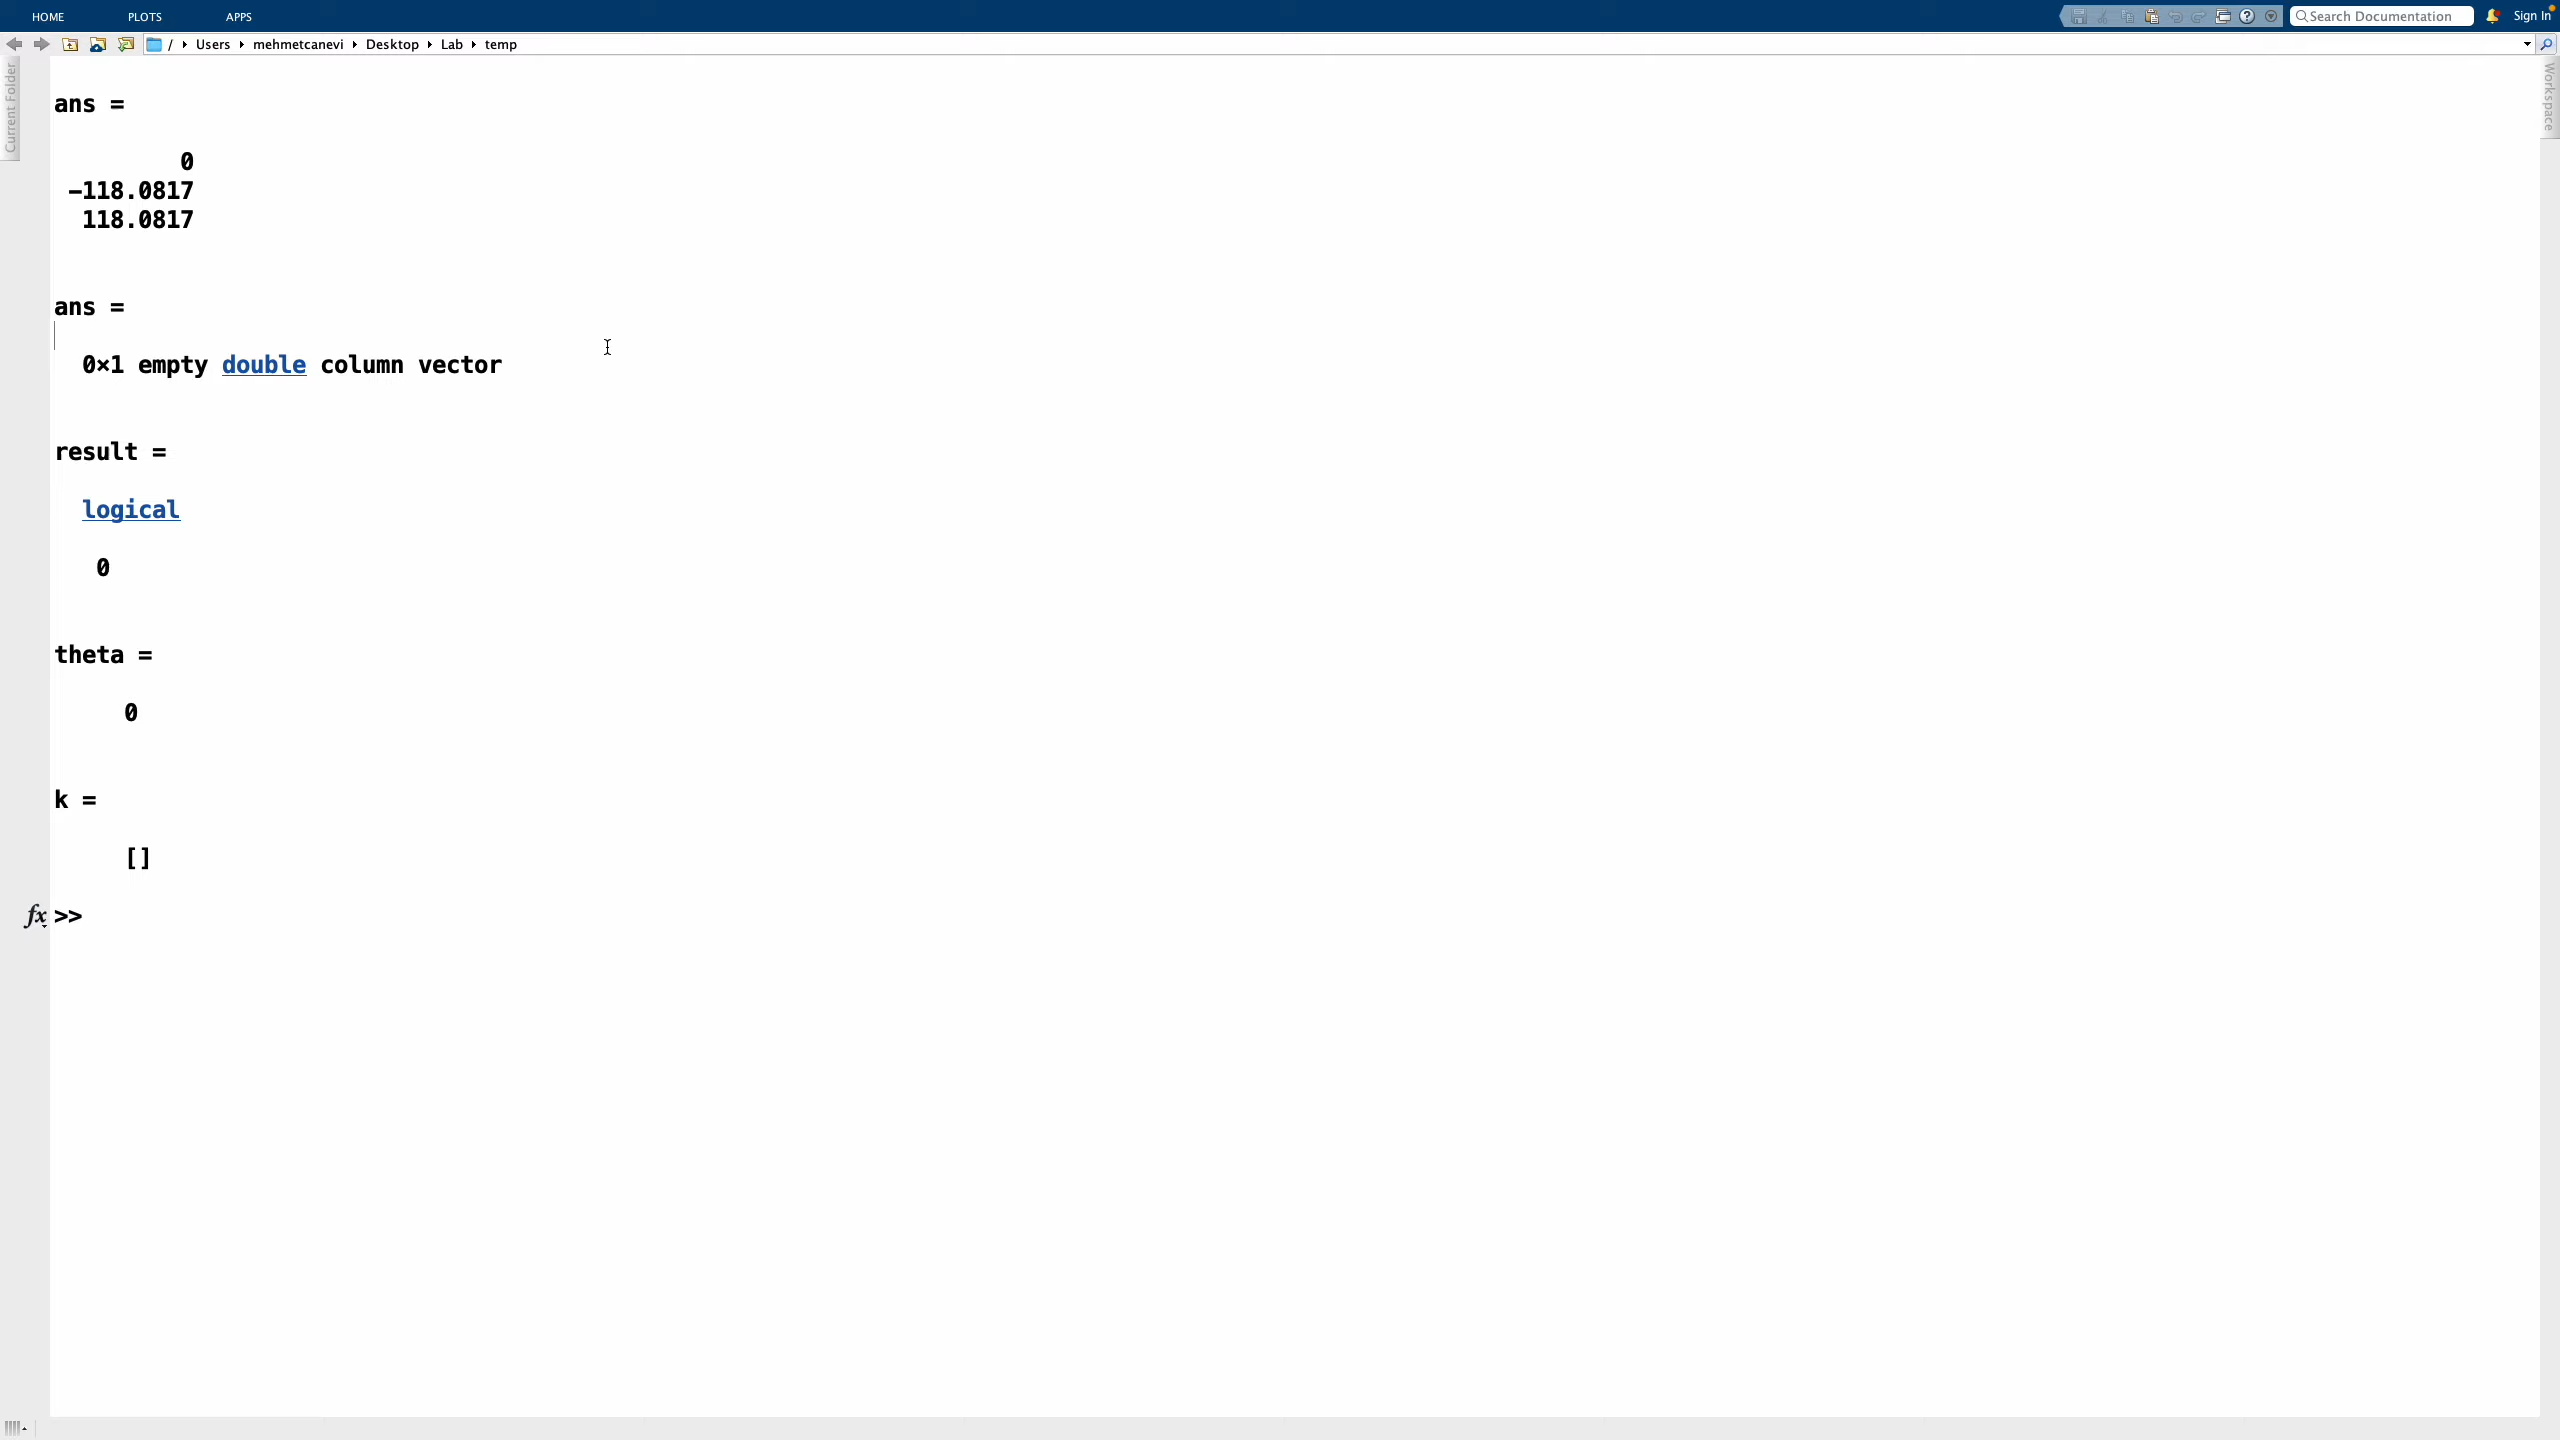 HOME PLOTS APPS Search Documentation Sign In
/ Users mehmetcanevi Desktop Lab temp
Current Folder
Workspace
ans =
0
-118.0817
118.0817
ans =
0×1 empty double column vector
result =
logical
0
theta =
0
k =
[]
fx >>